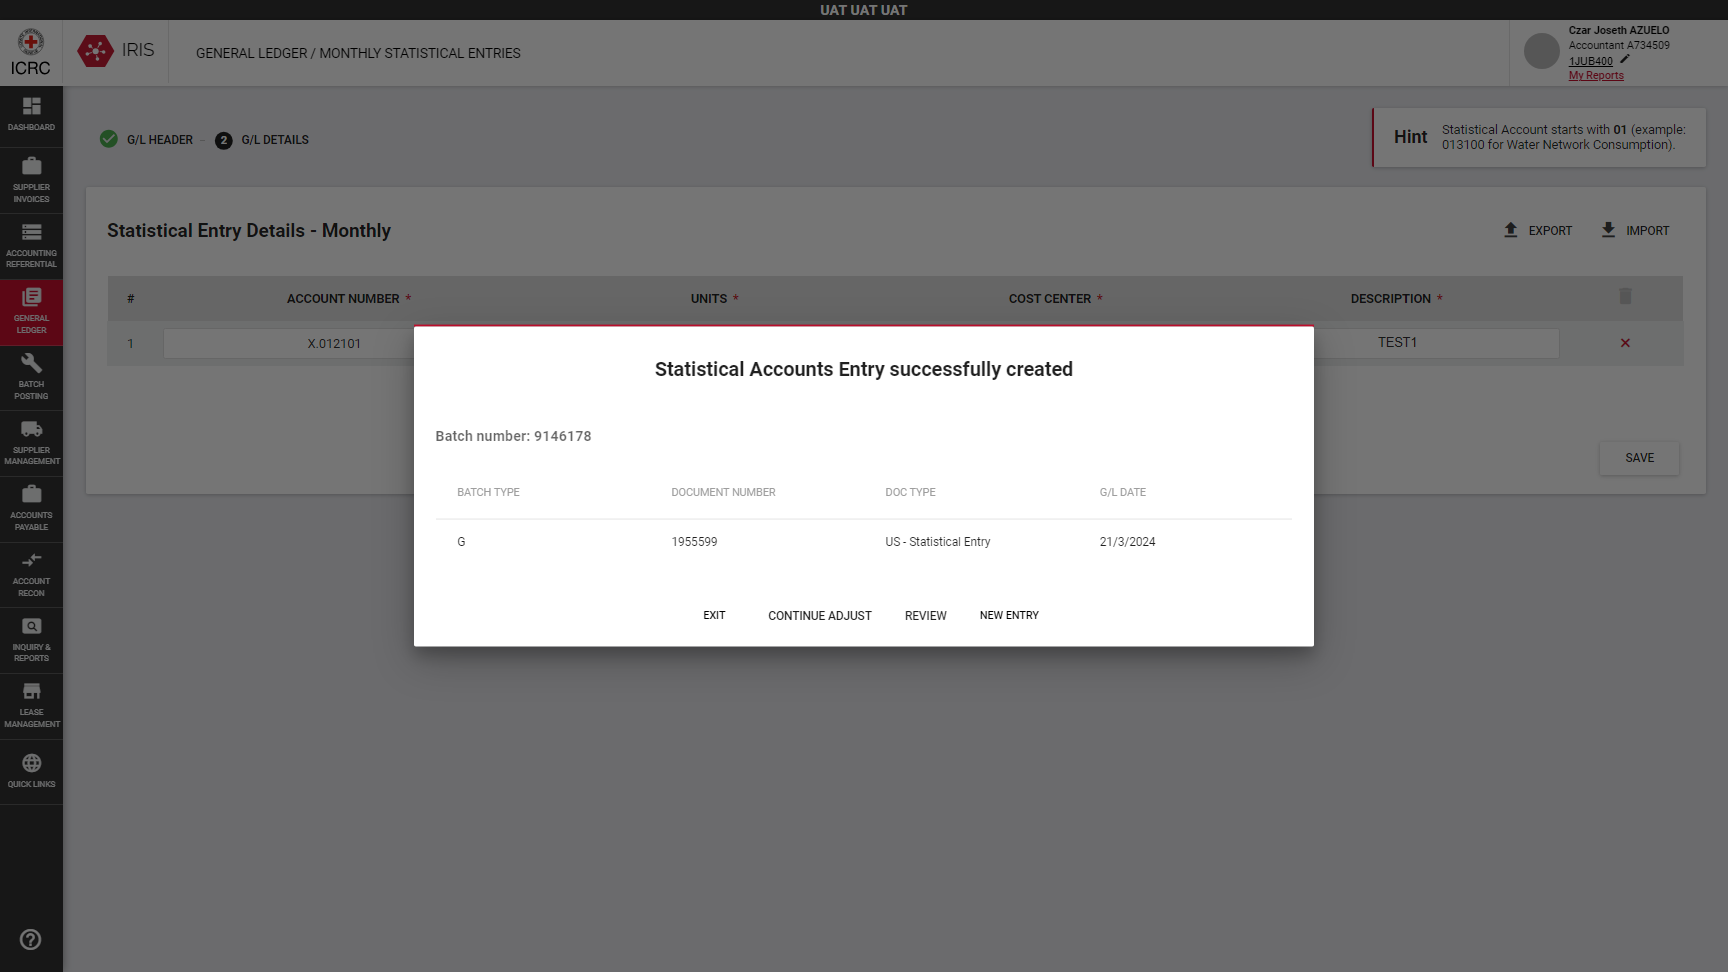 UAT UAT UAT
ICRC
IRIS
GENERAL LEDGER / MONTHLY STATISTICAL ENTRIES
Czar Joseth AZUELO
Accountant A734509
1JUB400
My Reports
DASHBOARD
SUPPLIER
INVOICES
ACCOUNTING
REFERENTIAL
GENERAL
LEDGER
BATCH
POSTING
SUPPLIER
MANAGEMENT
ACCOUNTS
PAYABLE
ACCOUNT
RECON
INQUIRY &
REPORTS
LEASE
MANAGEMENT
QUICK LINKS
G/L HEADER
2 G/L DETAILS
Hint
Statistical Account starts with 01 (example:
013100 for Water Network Consumption).
Statistical Entry Details - Monthly
EXPORT IMPORT
# ACCOUNT NUMBER * UNITS * COST CENTER * DESCRIPTION *
1 X.012101 TEST1
SAVE
Statistical Accounts Entry successfully created
Batch number: 9146178
BATCH TYPE DOCUMENT NUMBER DOC TYPE G/L DATE
G 1955599 US - Statistical Entry 21/3/2024
EXIT CONTINUE ADJUST REVIEW NEW ENTRY